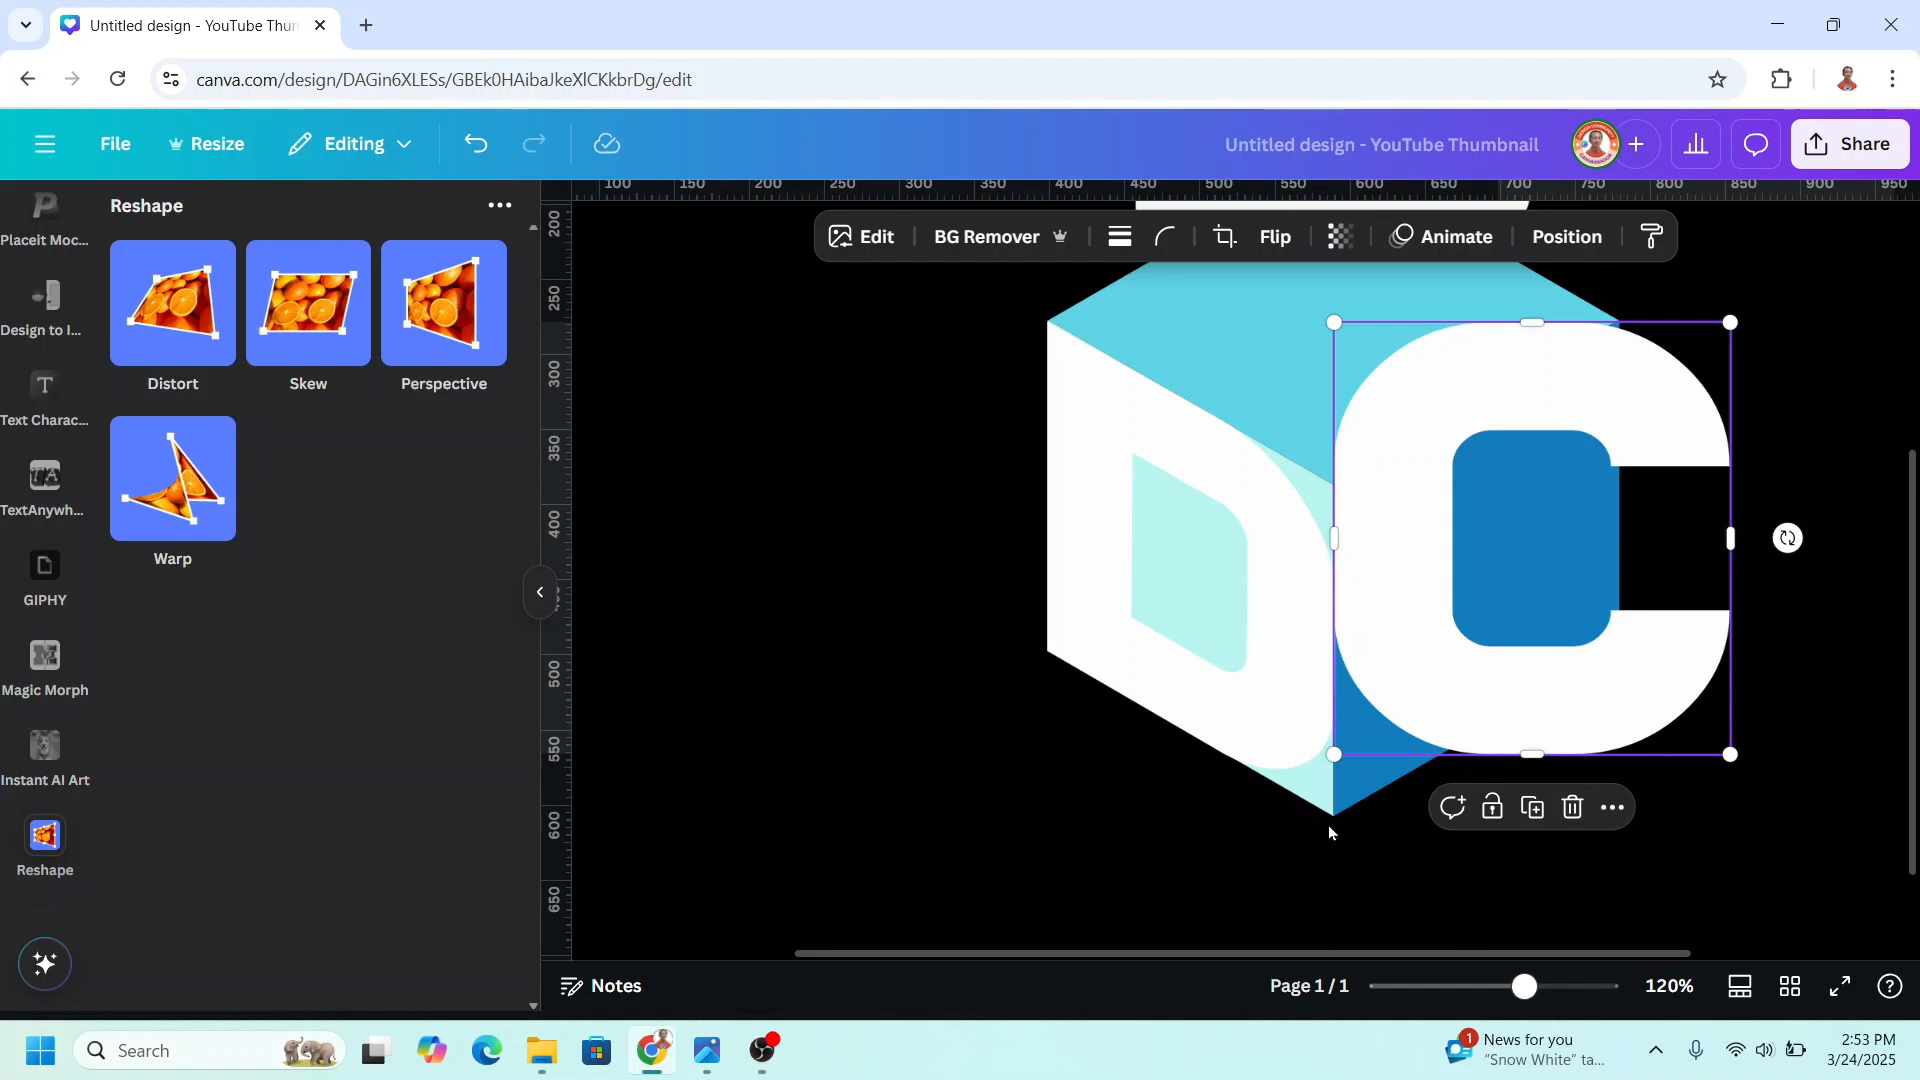 Untitled design - YouTube Thun
canva.com/design/DAGin6XLESs/GBEk0HAibaJkeXlCKkbrDg/edit
File
Resize
Editing
Untitled design - YouTube Thumbnail
Share
Placeit Moc...
Design to I...
Text Charac...
TextAnywh...
GIPHY
Magic Morph
Instant AI Art
Reshape
Reshape
Distort
Skew
Perspective
Warp
100 150 200 250 300 350 400 450 500 550 600 650 700 750 800 850 900 950
200
250
300
350
400
500
550
600
650
Edit
BG Remover
Flip
Animate
Position
D
C
Notes
Page 1 / 1
120%
Search
1
News for you
"Snow White" ta...
2:53 PM
3/24/2025